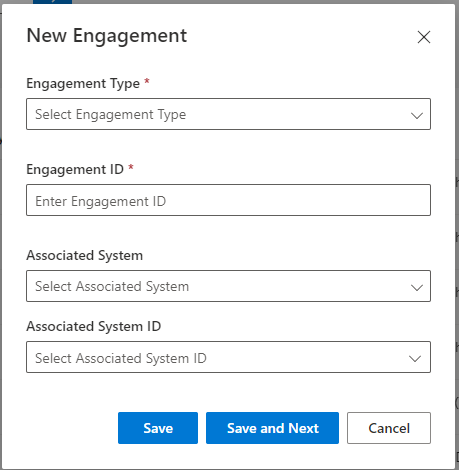 New Engagement
Engagement Type *
Select Engagement Type
Engagement ID *
Enter Engagement ID
Associated System
Select Associated System
Associated System ID
Select Associated System ID
Save
Save and Next
Cancel